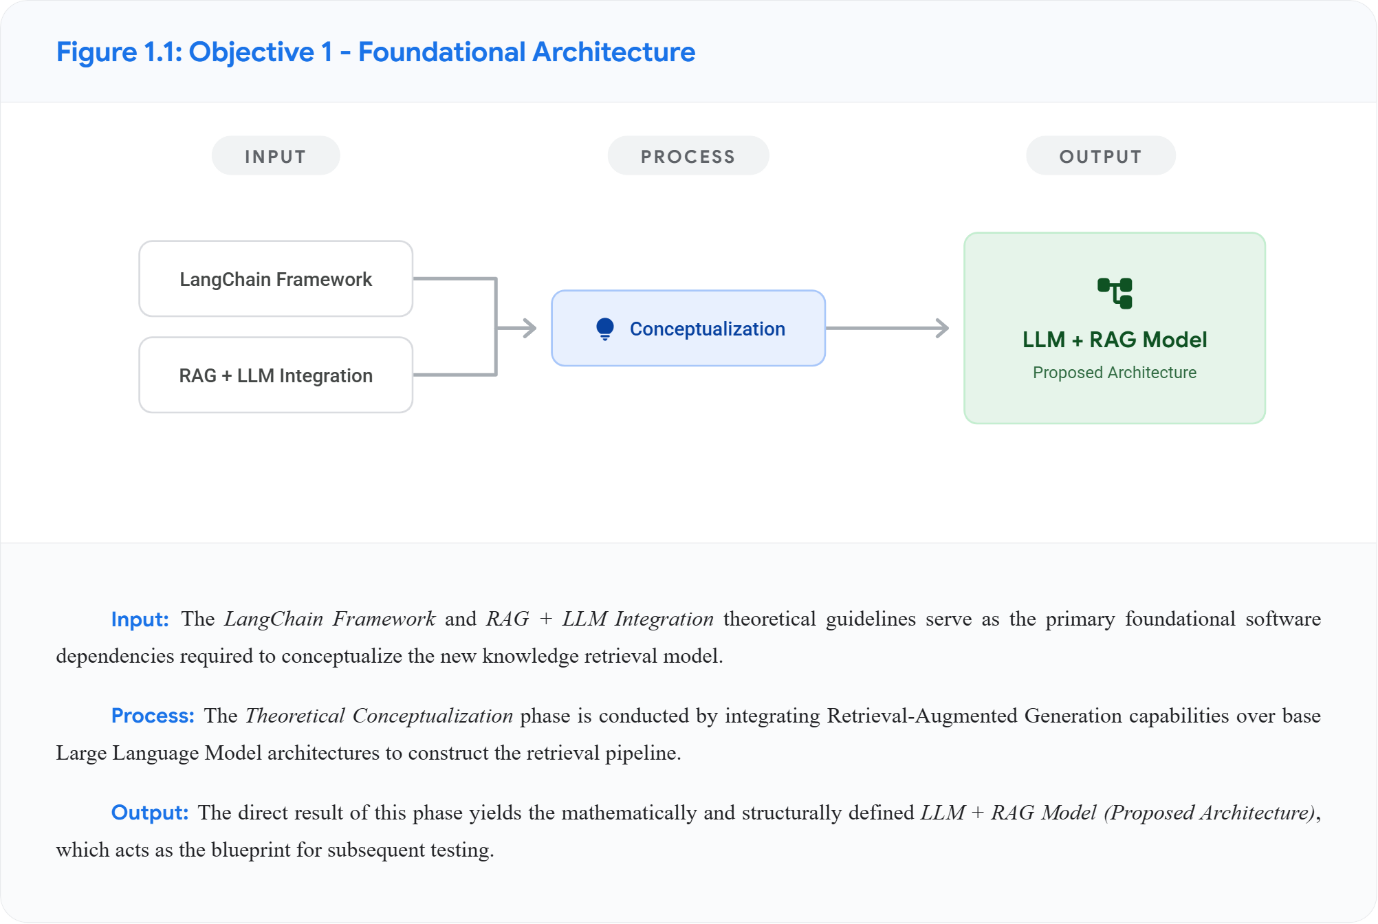 Figure 1.1: Objective 1 - Foundational Architecture
INPUT
PROCESS
OUTPUT
LangChain Framework
RAG + LLM Integration
Conceptualization
LLM + RAG Model
Proposed Architecture
Input: The LangChain Framework and RAG + LLM Integration theoretical guidelines serve as the primary foundational software
dependencies required to conceptualize the new knowledge retrieval model.
Process: The Theoretical Conceptualization phase is conducted by integrating Retrieval-Augmented Generation capabilities over base
Large Language Model architectures to construct the retrieval pipeline.
Output: The direct result of this phase yields the mathematically and structurally defined LLM + RAG Model (Proposed Architecture),
which acts as the blueprint for subsequent testing.